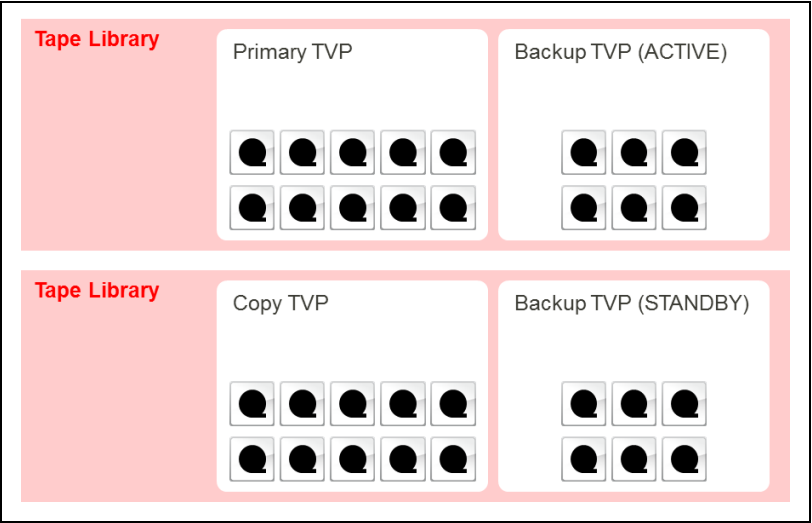 Tape Library
Primary TVP
Backup TVP (ACTIVE)
Tape Library
Copy TVP
Backup TVP (STANDBY)